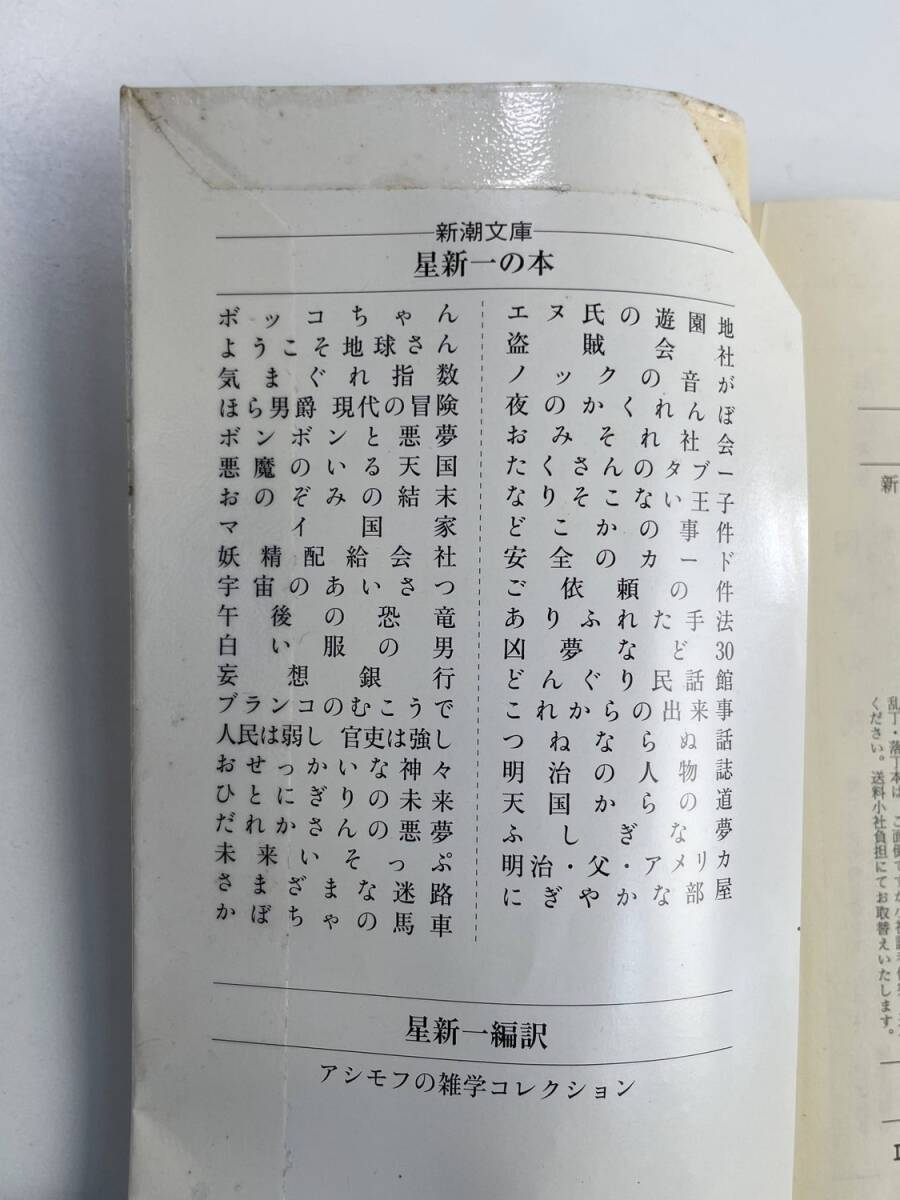 新潮文庫
星新一の本
ボッコちゃん
ようこそ地球さん
気まぐれ指数
ほら男爵 現代の冒険
ボンボンと悪夢
悪魔のいる天国
おのぞみの結末
マイ国家
妖精配給会社
宇宙のあいさつ
午後の恐竜
白い服の男
妄想銀行
ブランコのむこうで
人民は弱し 官吏は強し
おせっかいな神々
ひとにぎりの未来
だれかさんの悪夢
未来いそっぷ
さまざまな迷路
かぼちゃの馬車
エヌ氏の遊園地
盗賊会社
ノックの音が
夜のかくれんぼ
おみそれ社会
たくさんのタブー
なりそこない王子
どこかの事件
安全のカード
ご依頼の件
ありふれた手法
凶夢など30
どんぐり民話館
これからの出来事
つねならぬ話
明治の人物誌
天国からの道
ふしぎな夢
明治・父・アメリカ
にぎやかな部屋
星新一編訳
アシモフの雑学コレクション
新
乱丁・落丁本は、ご面倒ですが小社
ください。送料小社負担にてお取替えいたします。